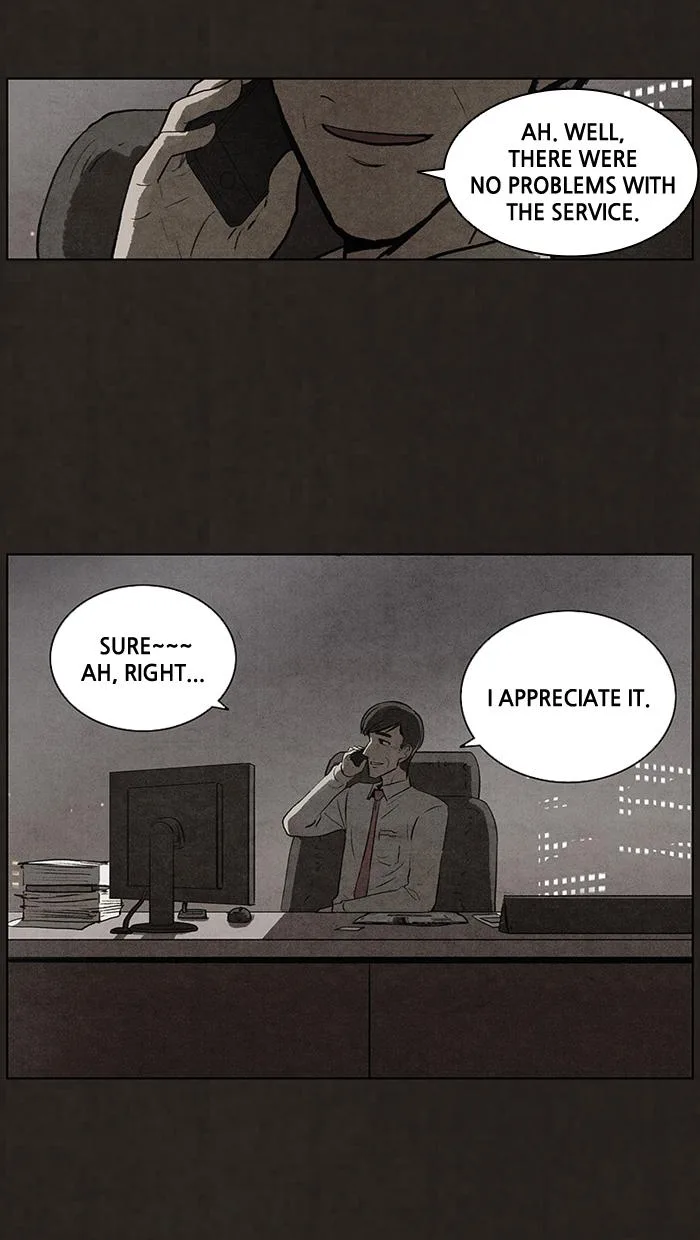 AH. WELL,
THERE WERE
NO PROBLEMS WITH
THE SERVICE.
SURE~~~
AH, RIGHT...
I APPRECIATE IT.